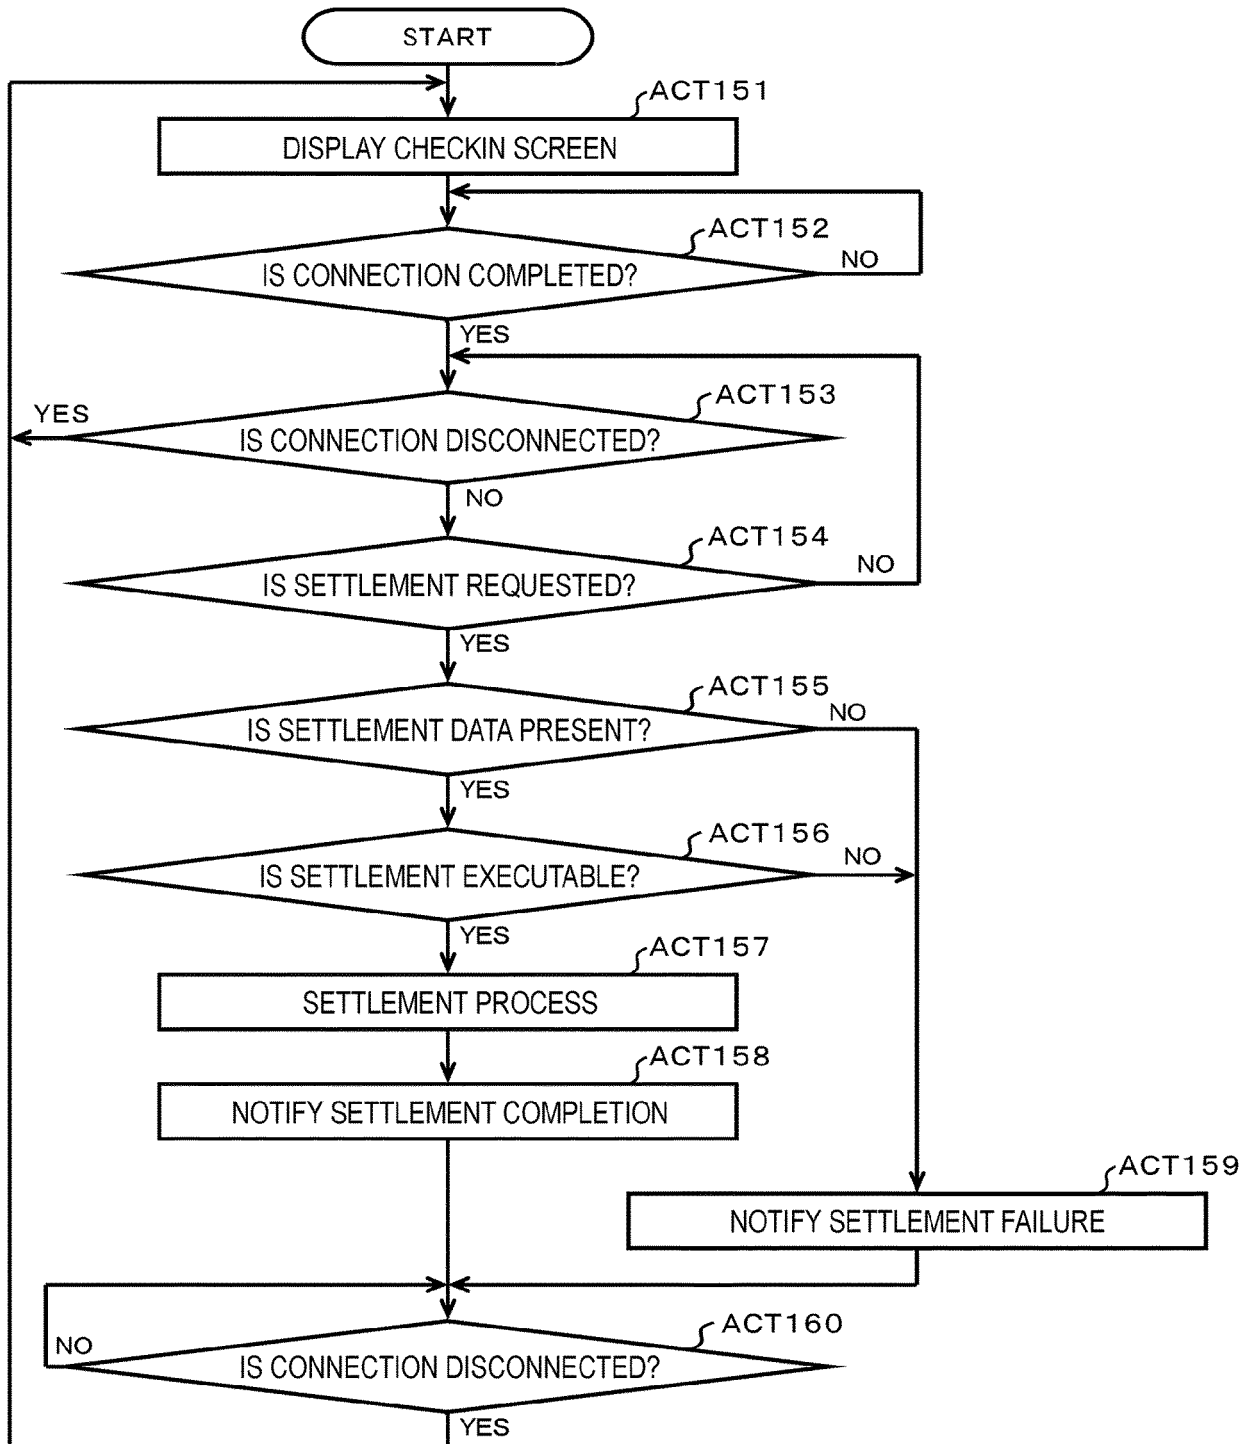 START
ACT151
DISPLAY CHECKIN SCREEN
ACT152
IS CONNECTION COMPLETED?
NO
YES
ACT153
YES
IS CONNECTION DISCONNECTED?
NO
ACT154
IS SETTLEMENT REQUESTED?
NO
YES
ACT155
IS SETTLEMENT DATA PRESENT?
NO
YES
ACT156
IS SETTLEMENT EXECUTABLE?
NO
YES
ACT157
SETTLEMENT PROCESS
ACT158
NOTIFY SETTLEMENT COMPLETION
ACT159
NOTIFY SETTLEMENT FAILURE
ACT160
NO
IS CONNECTION DISCONNECTED?
YES